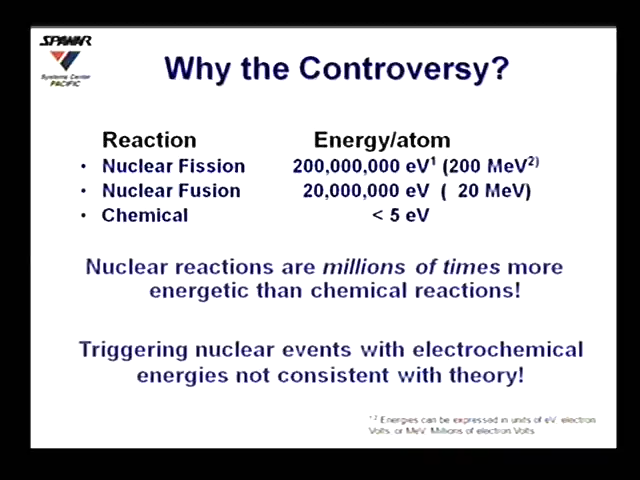 SPAWAR
Systems Center
PACIFIC
Why the Controversy?
Reaction Energy/atom
• Nuclear Fission 200,000,000 eV1 (200 MeV2)
• Nuclear Fusion 20,000,000 eV ( 20 MeV)
• Chemical < 5 eV
Nuclear reactions are millions of times more
energetic than chemical reactions!
Triggering nuclear events with electrochemical
energies not consistent with theory!
1,2 Energies can be expressed in units of eV electron
Volts or MeV Millions of electron Volts